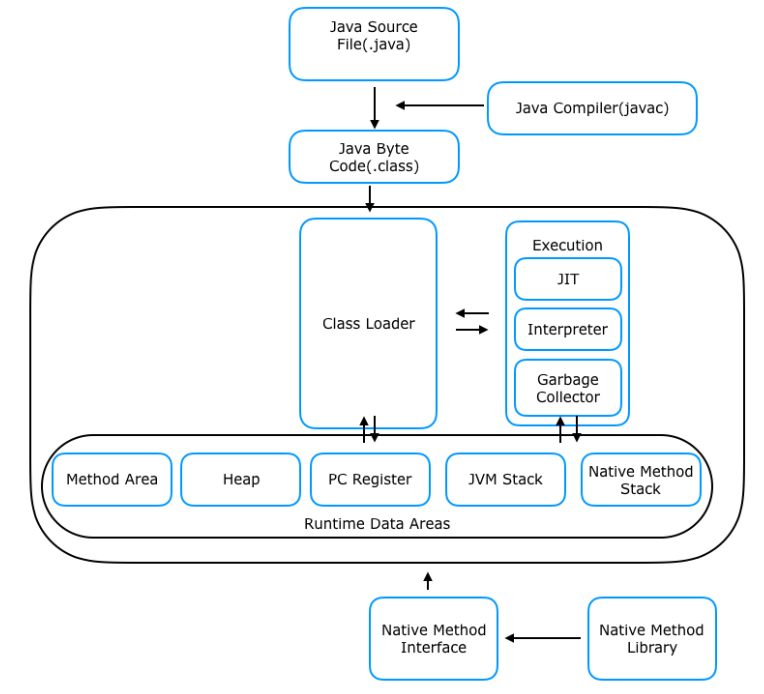 Java Source
File(.java)
Java Compiler(javac)
Java Byte
Code(.class)
Execution
JIT
Class Loader
Interpreter
Garbage
Collector
Method Area
Heap
PC Register
JVM Stack
Native Method
Stack
Runtime Data Areas
Native Method
Interface
Native Method
Library